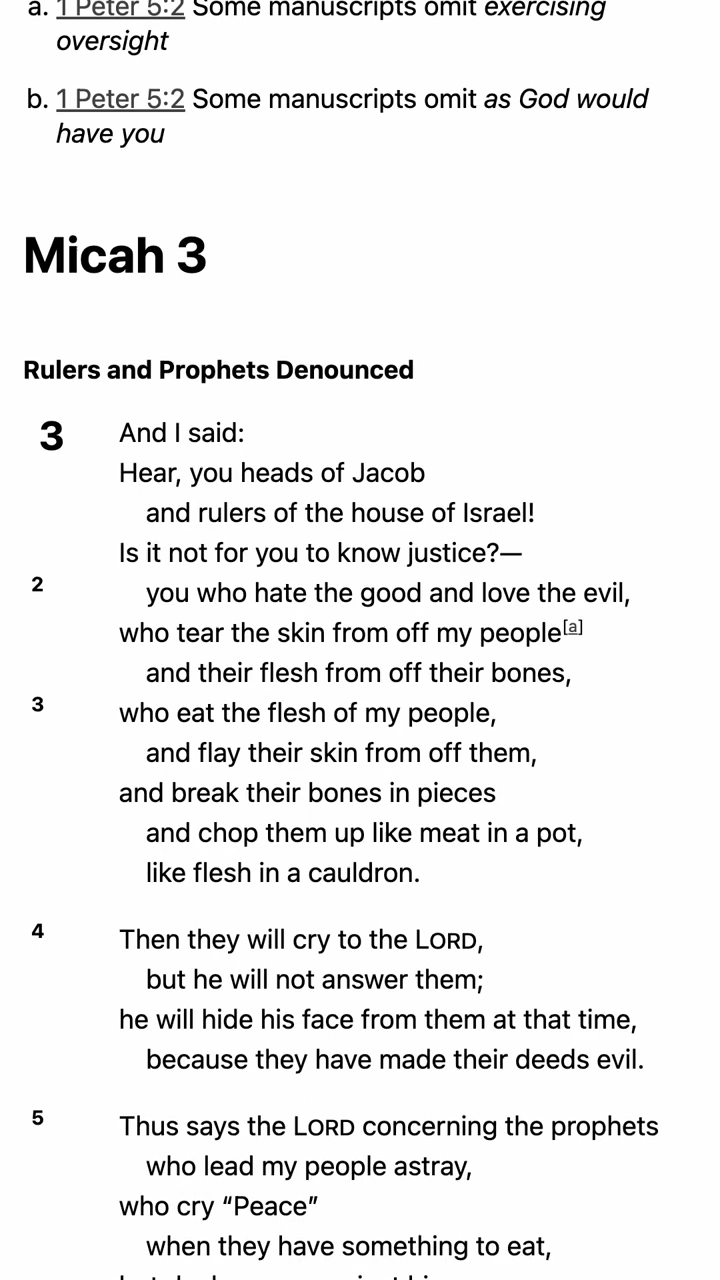 a. 1 Peter 5:2 Some manuscripts omit exercising
oversight
b. 1 Peter 5:2 Some manuscripts omit as God would
have you
Micah 3
Rulers and Prophets Denounced
3 And I said:
Hear, you heads of Jacob
and rulers of the house of Israel!
Is it not for you to know justice?—
2 you who hate the good and love the evil,
who tear the skin from off my people[a]
and their flesh from off their bones,
3 who eat the flesh of my people,
and flay their skin from off them,
and break their bones in pieces
and chop them up like meat in a pot,
like flesh in a cauldron.
4 Then they will cry to the LORD,
but he will not answer them;
he will hide his face from them at that time,
because they have made their deeds evil.
5 Thus says the LORD concerning the prophets
who lead my people astray,
who cry “Peace”
when they have something to eat,